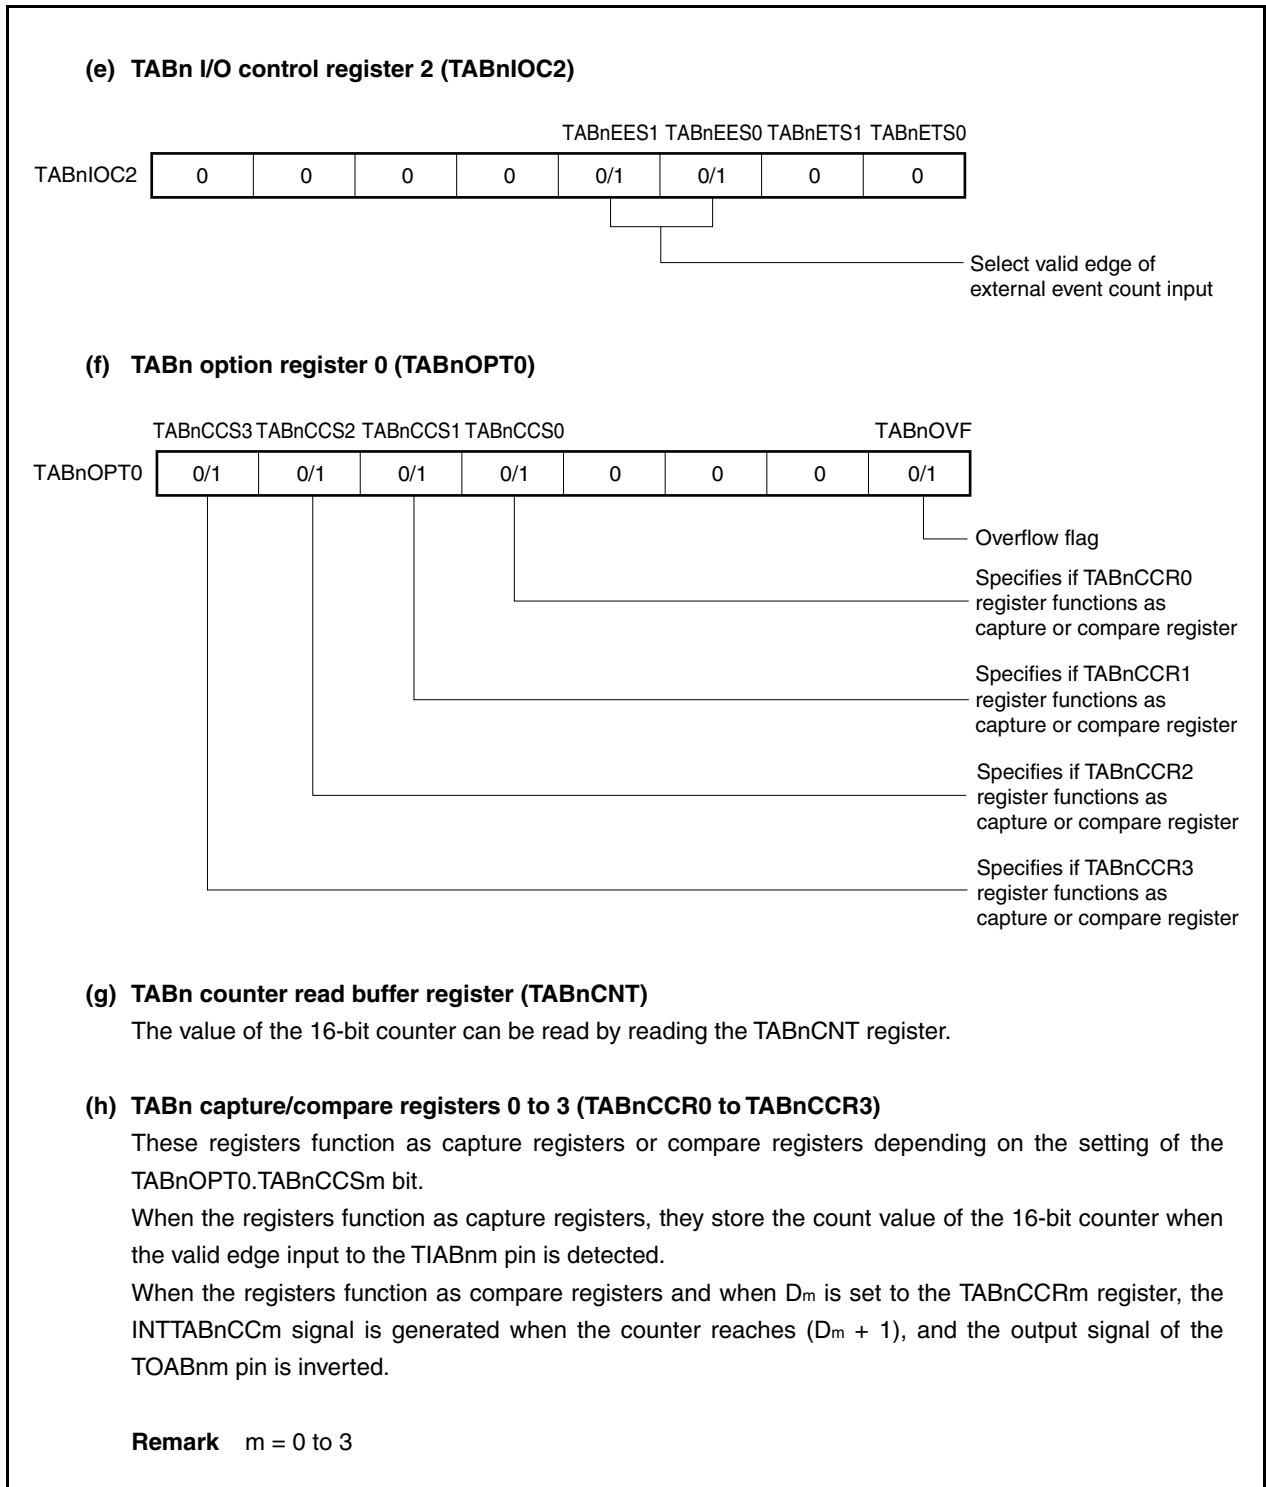 (e) TABn I/O control register 2 (TABnIOC2)
TABnEES1 TABnEES0 TABnETS1 TABnETS0
TABnIOC2 0 0 0 0 0/1 0/1 0 0
Select valid edge of
external event count input
(f) TABn option register 0 (TABnOPT0)
TABnCCS3 TABnCCS2 TABnCCS1 TABnCCS0 TABnOVF
TABnOPT0 0/1 0/1 0/1 0/1 0 0 0 0/1
Overflow flag
Specifies if TABnCCR0
register functions as
capture or compare register
Specifies if TABnCCR1
register functions as
capture or compare register
Specifies if TABnCCR2
register functions as
capture or compare register
Specifies if TABnCCR3
register functions as
capture or compare register
(g) TABn counter read buffer register (TABnCNT)
The value of the 16-bit counter can be read by reading the TABnCNT register.
(h) TABn capture/compare registers 0 to 3 (TABnCCR0 to TABnCCR3)
These registers function as capture registers or compare registers depending on the setting of the
TABnOPT0.TABnCCSm bit.
When the registers function as capture registers, they store the count value of the 16-bit counter when
the valid edge input to the TIABnm pin is detected.
When the registers function as compare registers and when Dm is set to the TABnCCRm register, the
INTTABnCCm signal is generated when the counter reaches (Dm + 1), and the output signal of the
TOABnm pin is inverted.
Remark m = 0 to 3